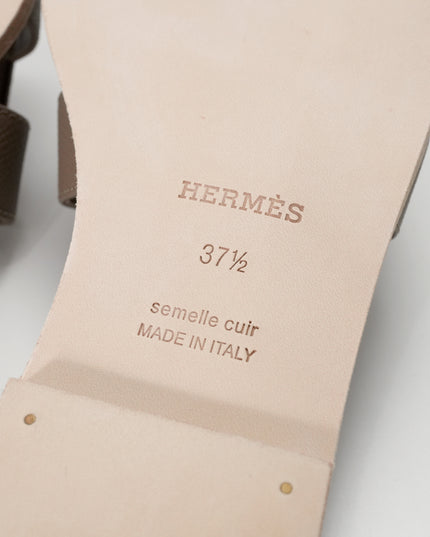 HERMÈS
37½
semelle cuir
MADE IN ITALY